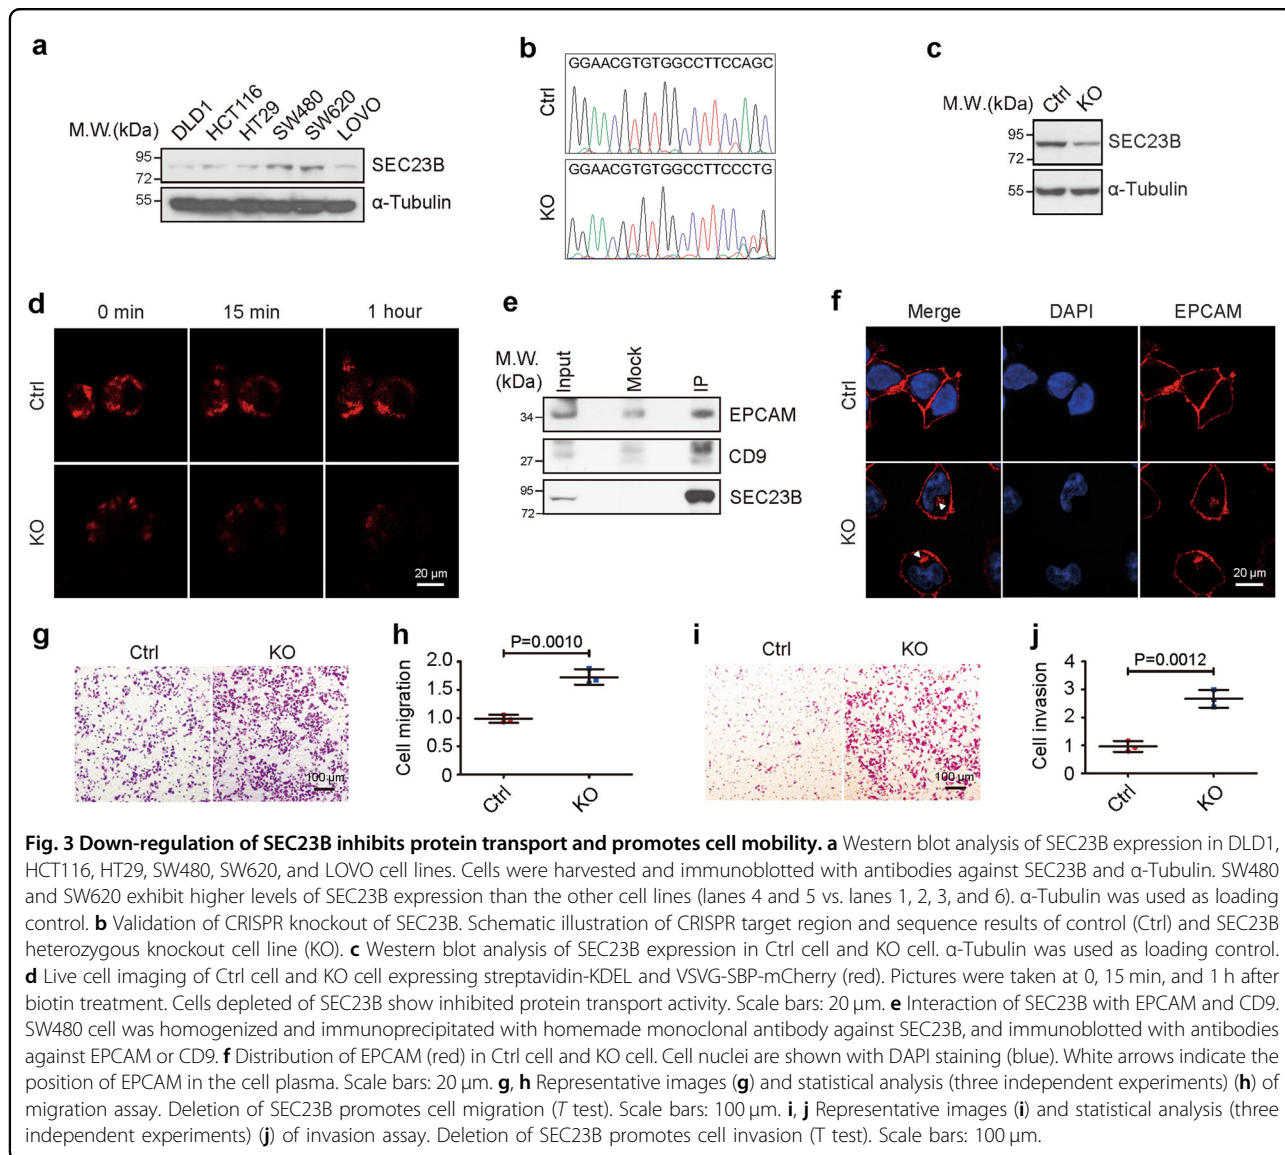 a
M.W.(kDa)
DLD1
HCT116
HT29
SW480
SW620
LOVO
95
72
SEC23B
55
α-Tubulin
b
Ctrl
GGAACGTGTGGCCTTCCAGC
KO
GGAACGTGTGGCCTTCCCTG
c
M.W.(kDa)
Ctrl
KO
95
72
SEC23B
55
α-Tubulin
d
0 min
15 min
1 hour
Ctrl
KO
20 µm
e
M.W.
(kDa)
Input
Mock
IP
34
EPCAM
27
CD9
95
72
SEC23B
f
Merge
DAPI
EPCAM
Ctrl
KO
20 µm
g
Ctrl
KO
100 µm
h
P=0.0010
Cell migration
2.0
1.5
1.0
0.5
0
Ctrl
KO
i
Ctrl
KO
100 µm
j
P=0.0012
Cell invasion
4
3
2
1
0
Ctrl
KO
Fig. 3 Down-regulation of SEC23B inhibits protein transport and promotes cell mobility. a Western blot analysis of SEC23B expression in DLD1,
HCT116, HT29, SW480, SW620, and LOVO cell lines. Cells were harvested and immunoblotted with antibodies against SEC23B and α-Tubulin. SW480
and SW620 exhibit higher levels of SEC23B expression than the other cell lines (lanes 4 and 5 vs. lanes 1, 2, 3, and 6). α-Tubulin was used as loading
control. b Validation of CRISPR knockout of SEC23B. Schematic illustration of CRISPR target region and sequence results of control (Ctrl) and SEC23B
heterozygous knockout cell line (KO). c Western blot analysis of SEC23B expression in Ctrl cell and KO cell. α-Tubulin was used as loading control.
d Live cell imaging of Ctrl cell and KO cell expressing streptavidin-KDEL and VSVG-SBP-mCherry (red). Pictures were taken at 0, 15 min, and 1 h after
biotin treatment. Cells depleted of SEC23B show inhibited protein transport activity. Scale bars: 20 µm. e Interaction of SEC23B with EPCAM and CD9.
SW480 cell was homogenized and immunoprecipitated with homemade monoclonal antibody against SEC23B, and immunoblotted with antibodies
against EPCAM or CD9. f Distribution of EPCAM (red) in Ctrl cell and KO cell. Cell nuclei are shown with DAPI staining (blue). White arrows indicate the
position of EPCAM in the cell plasma. Scale bars: 20 µm. g, h Representative images (g) and statistical analysis (three independent experiments) (h) of
migration assay. Deletion of SEC23B promotes cell migration (T test). Scale bars: 100 µm. i, j Representative images (i) and statistical analysis (three
independent experiments) (j) of invasion assay. Deletion of SEC23B promotes cell invasion (T test). Scale bars: 100 µm.